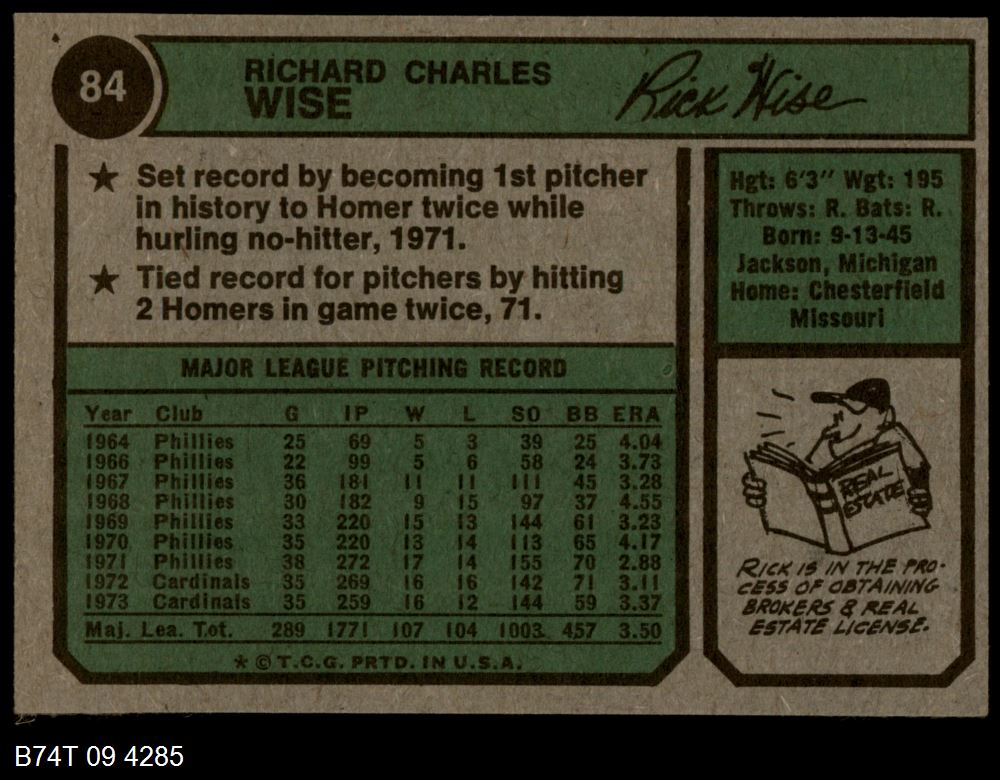 84
RICHARD CHARLES
WISE
Rick Wise
★ Set record by becoming 1st pitcher
in history to Homer twice while
hurling no-hitter, 1971.
★ Tied record for pitchers by hitting
2 Homers in game twice, 71.
Hgt: 6'3" Wgt: 195
Throws: R. Bats: R.
Born: 9-13-45
Jackson, Michigan
Home: Chesterfield
Missouri
MAJOR LEAGUE PITCHING RECORD
Year Club G IP W L SO BB ERA
1964 Phillies 25 69 5 3 39 25 4.04
1966 Phillies 22 99 5 6 58 24 3.73
1967 Phillies 36 181 11 11 111 45 3.28
1968 Phillies 30 182 9 15 97 37 4.55
1969 Phillies 33 220 15 13 144 61 3.23
1970 Phillies 35 220 13 14 113 65 4.17
1971 Phillies 38 272 17 14 155 70 2.88
1972 Cardinals 35 269 16 16 142 71 3.11
1973 Cardinals 35 259 16 12 144 59 3.37
Maj. Lea. Tot. 289 1771 107 104 1003 457 3.50
★ © T.C.G. PRTD. IN U.S.A.
REAL
ESTATE
RICK IS IN THE PRO-
CESS OF OBTAINING
BROKERS & REAL
ESTATE LICENSE.
B74T 09 4285